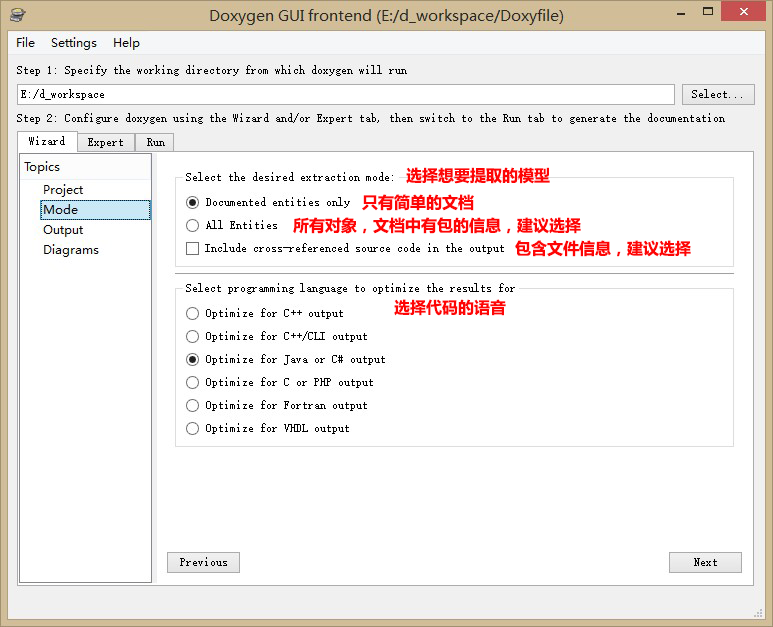 Doxygen GUI frontend (E:/d_workspace/Doxyfile)
File Settings Help
Step 1: Specify the working directory from which doxygen will run
E:/d_workspace Select...
Step 2: Configure doxygen using the Wizard and/or Expert tab, then switch to the Run tab to generate the documentation
Wizard Expert Run
Topics
Project
Mode
Output
Diagrams
Select the desired extraction mode: 选择想要提取的模型
Documented entities only 只有简单的文档
All Entities 所有对象，文档中有包的信息，建议选择
Include cross-referenced source code in the output 包含文件信息，建议选择
Select programming language to optimize the results for
选择代码的语音
Optimize for C++ output
Optimize for C++/CLI output
Optimize for Java or C# output
Optimize for C or PHP output
Optimize for Fortran output
Optimize for VHDL output
Previous Next